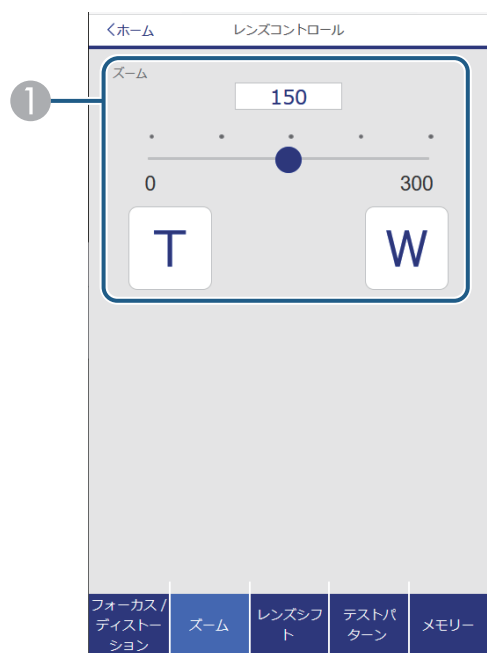 くホーム
レンズコントロール
ズーム
1
150
0
300
T
W
フォーカス /
ディストー
ション
ズーム
レンズシフ
ト
テストパ
ターン
メモリー